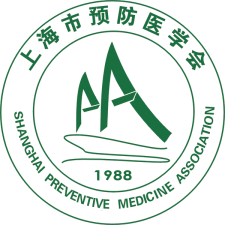 上海市预防医学会
1988
SHANGHAI PREVENTIVE MEDICINE ASSOCIATION